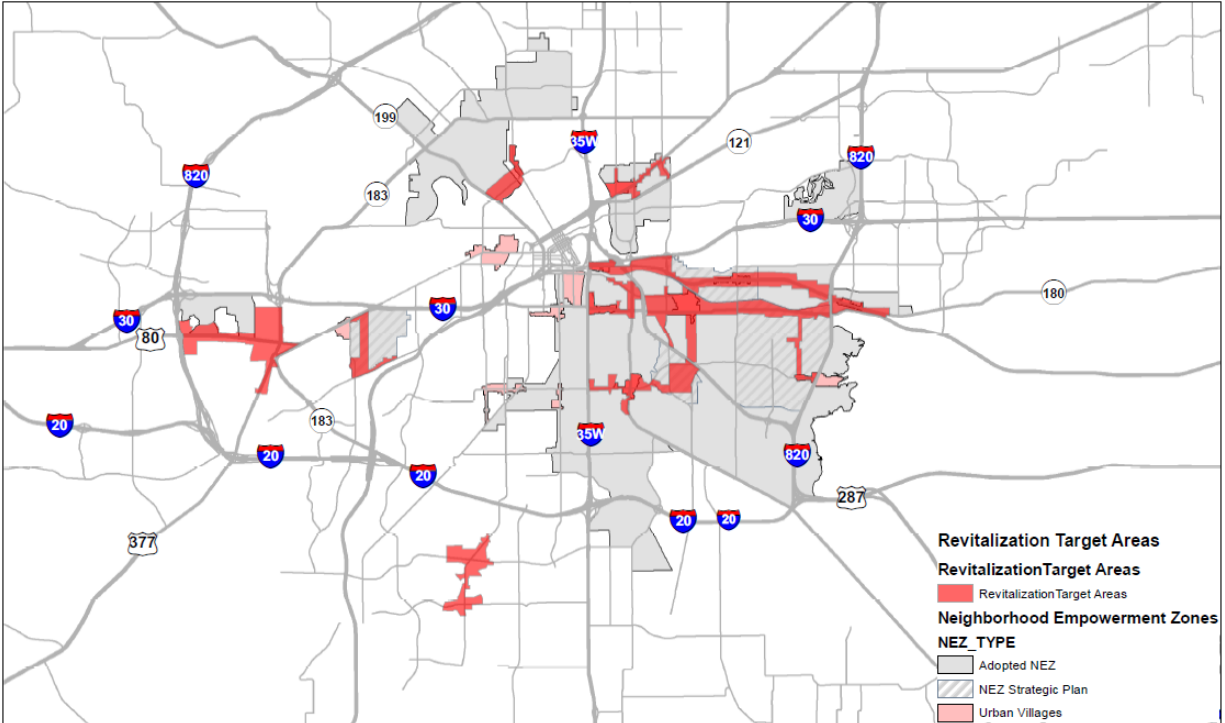 199
35W
121
820
820
183
30
180
30
30
80
183
20
35W
20
820
20
287
20
20
377
Revitalization Target Areas
RevitalizationTarget Areas
RevitalizationTarget Areas
Neighborhood Empowerment Zones
NEZ_TYPE
Adopted NEZ
NEZ Strategic Plan
Urban Villages